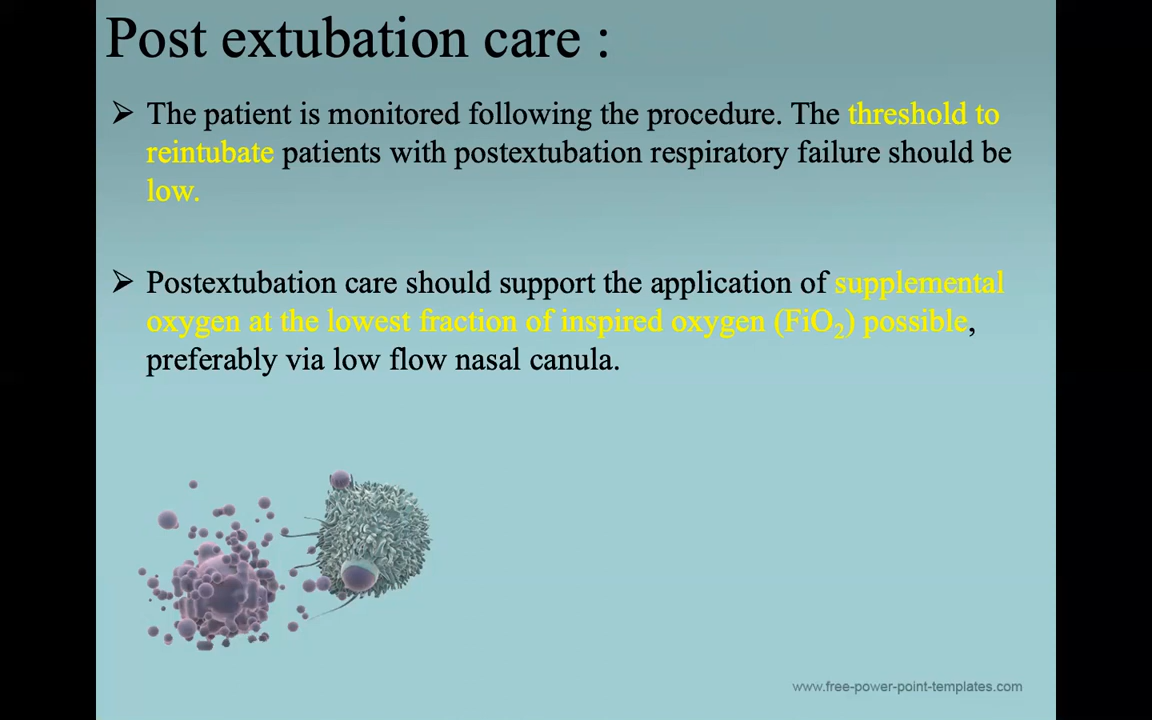 Post extubation care :
➢ The patient is monitored following the procedure. The threshold to
reintubate patients with postextubation respiratory failure should be
low.
➢ Postextubation care should support the application of supplemental
oxygen at the lowest fraction of inspired oxygen (FiO₂) possible,
preferably via low flow nasal canula.
www.free-power-point-templates.com